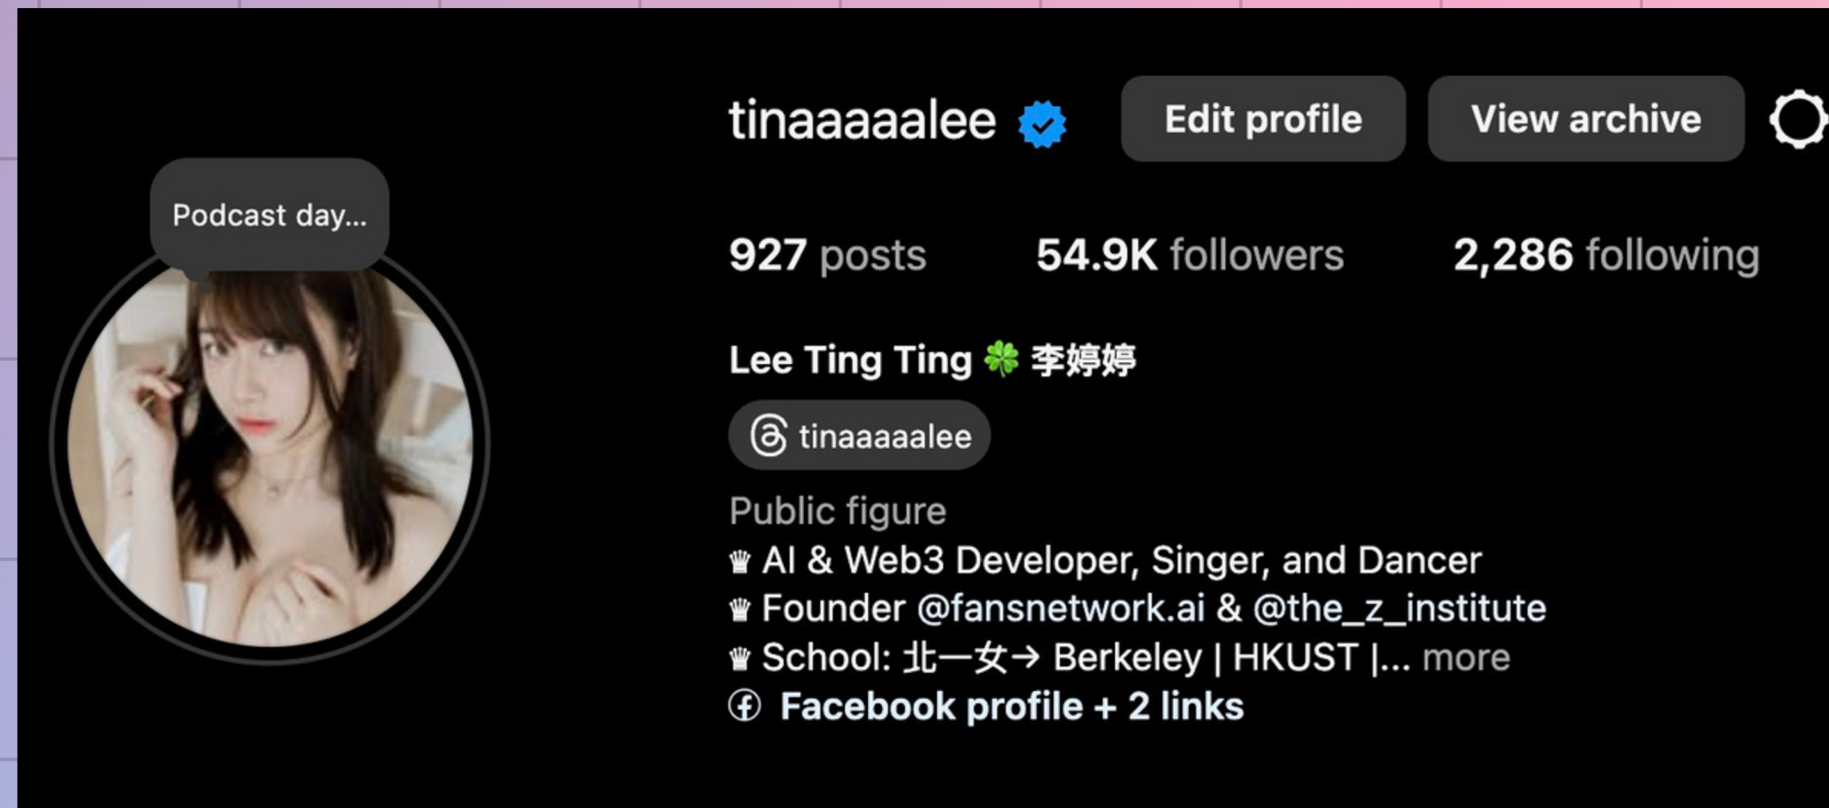 tinaaaaalee Edit profile View archive
Podcast day...
927 posts 54.9K followers 2,286 following
Lee Ting Ting 🍀 李婷婷
tinaaaaalee
Public figure
♛ AI & Web3 Developer, Singer, and Dancer
♛ Founder @fansnetwork.ai & @the_z_institute
♛ School: 北一女→ Berkeley | HKUST |... more
Facebook profile + 2 links